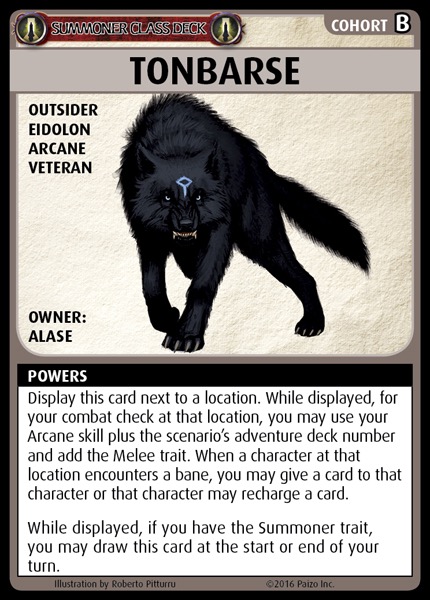 SUMMONER CLASS DECK
COHORT B
TONBARSE
OUTSIDER
EIDOLON
ARCANE
VETERAN
OWNER:
ALASE
POWERS
Display this card next to a location. While displayed, for
your combat check at that location, you may use your
Arcane skill plus the scenario's adventure deck number
and add the Melee trait. When a character at that
location encounters a bane, you may give a card to that
character or that character may recharge a card.
While displayed, if you have the Summoner trait,
you may draw this card at the start or end of your
turn.
Illustration by Roberto Pitturru ©2016 Paizo Inc.